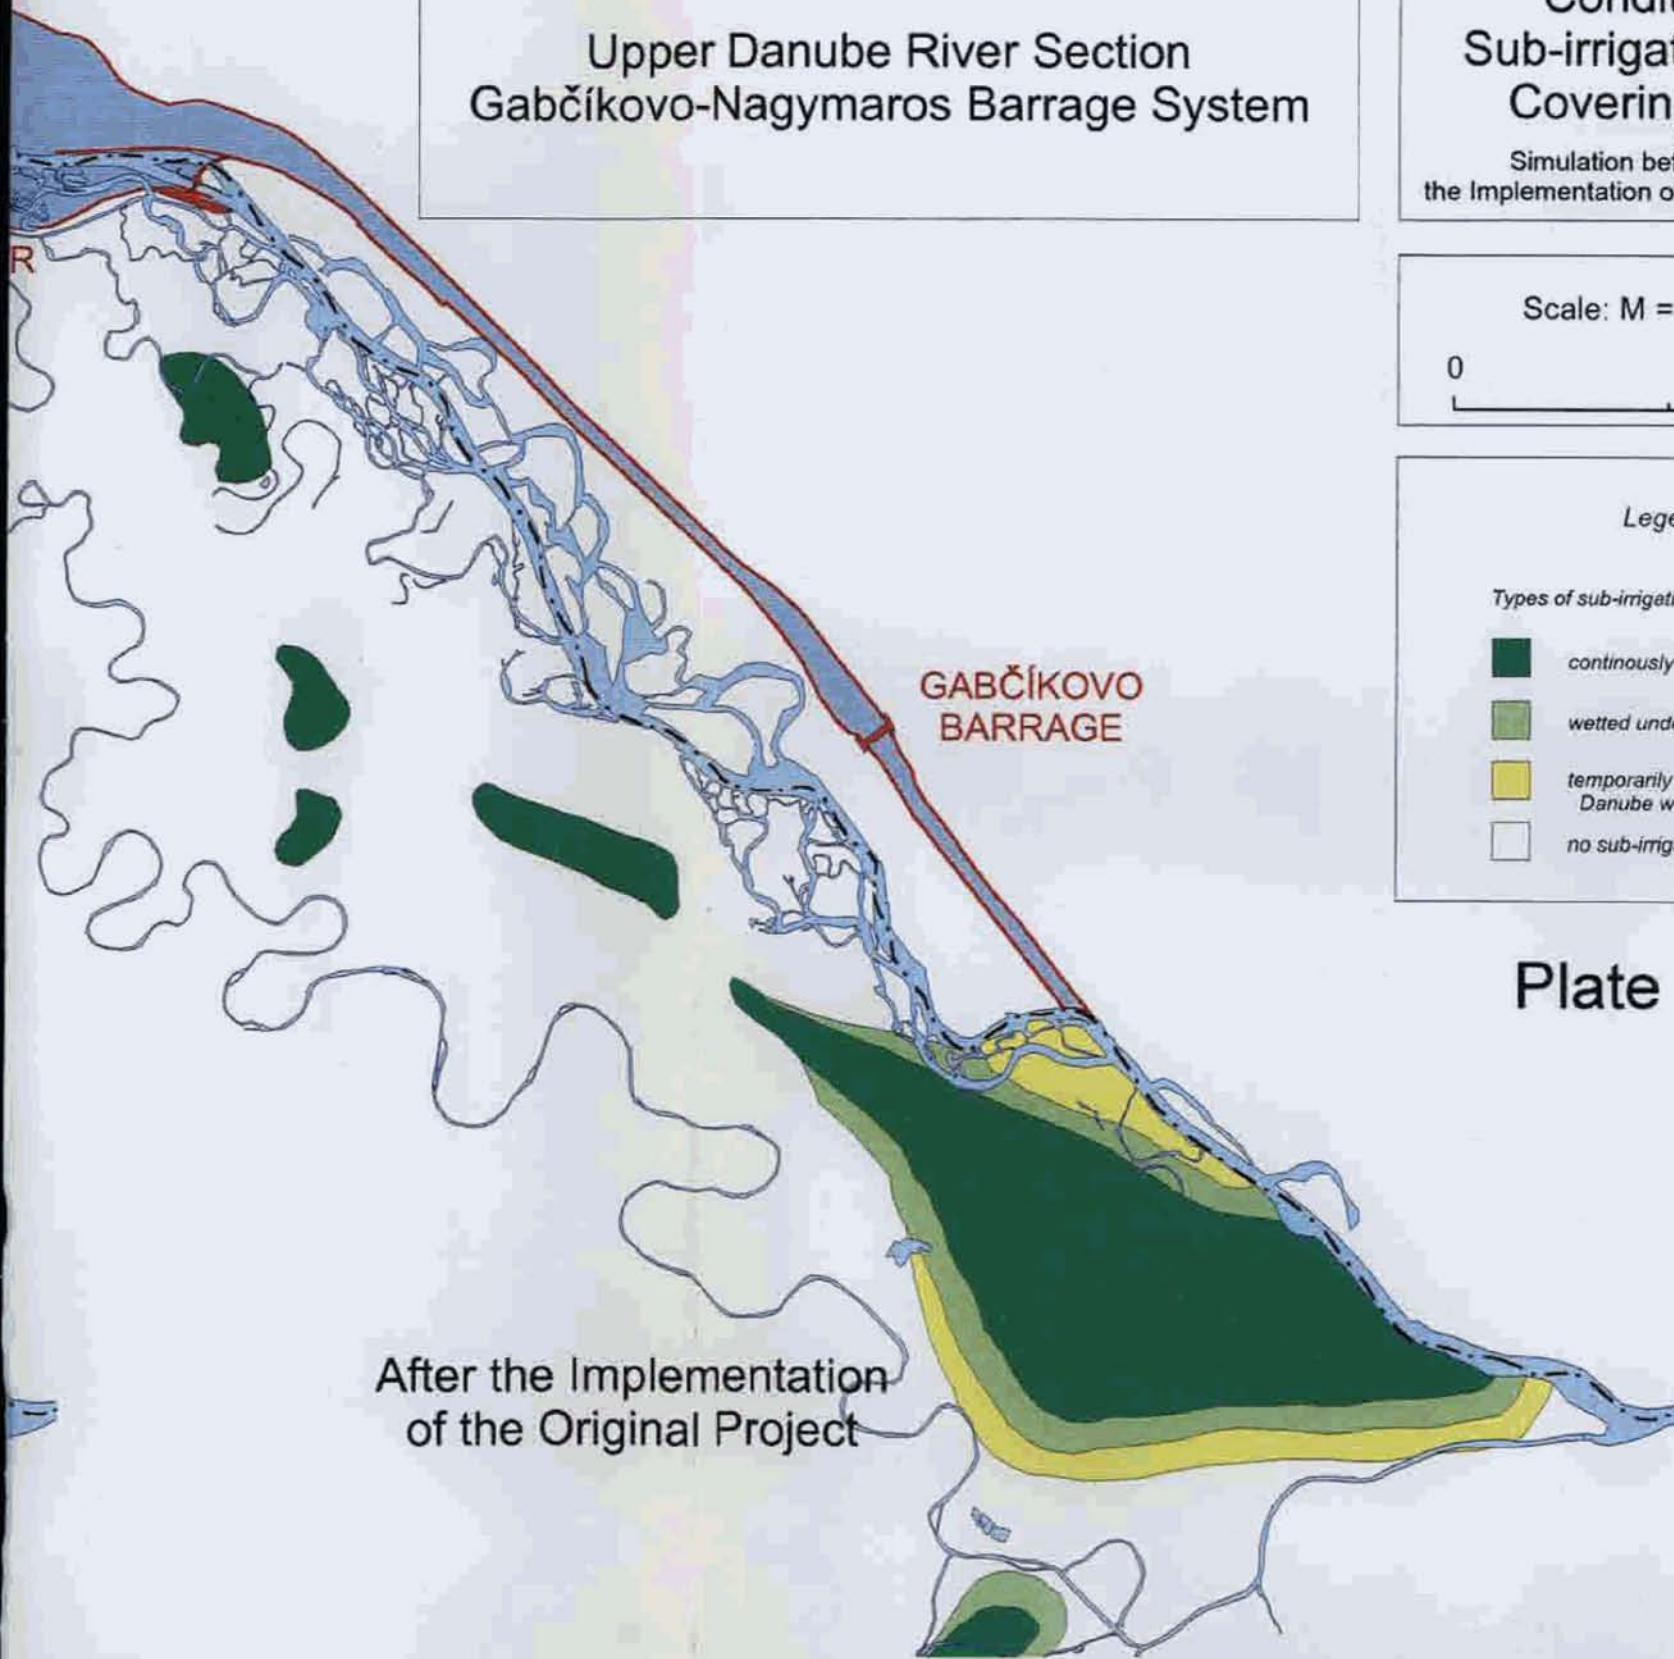 Upper Danube River Section
Gabčíkovo-Nagymaros Barrage System
Sub-irrigat
Coverin
Simulation be
the Implementation o
R
Scale: M =
0
Lege
Types of sub-irrigati
continously
wetted und
temporarily
Danube w
no sub-irrig
GABČÍKOVO
BARRAGE
Plate
After the Implementation
of the Original Project